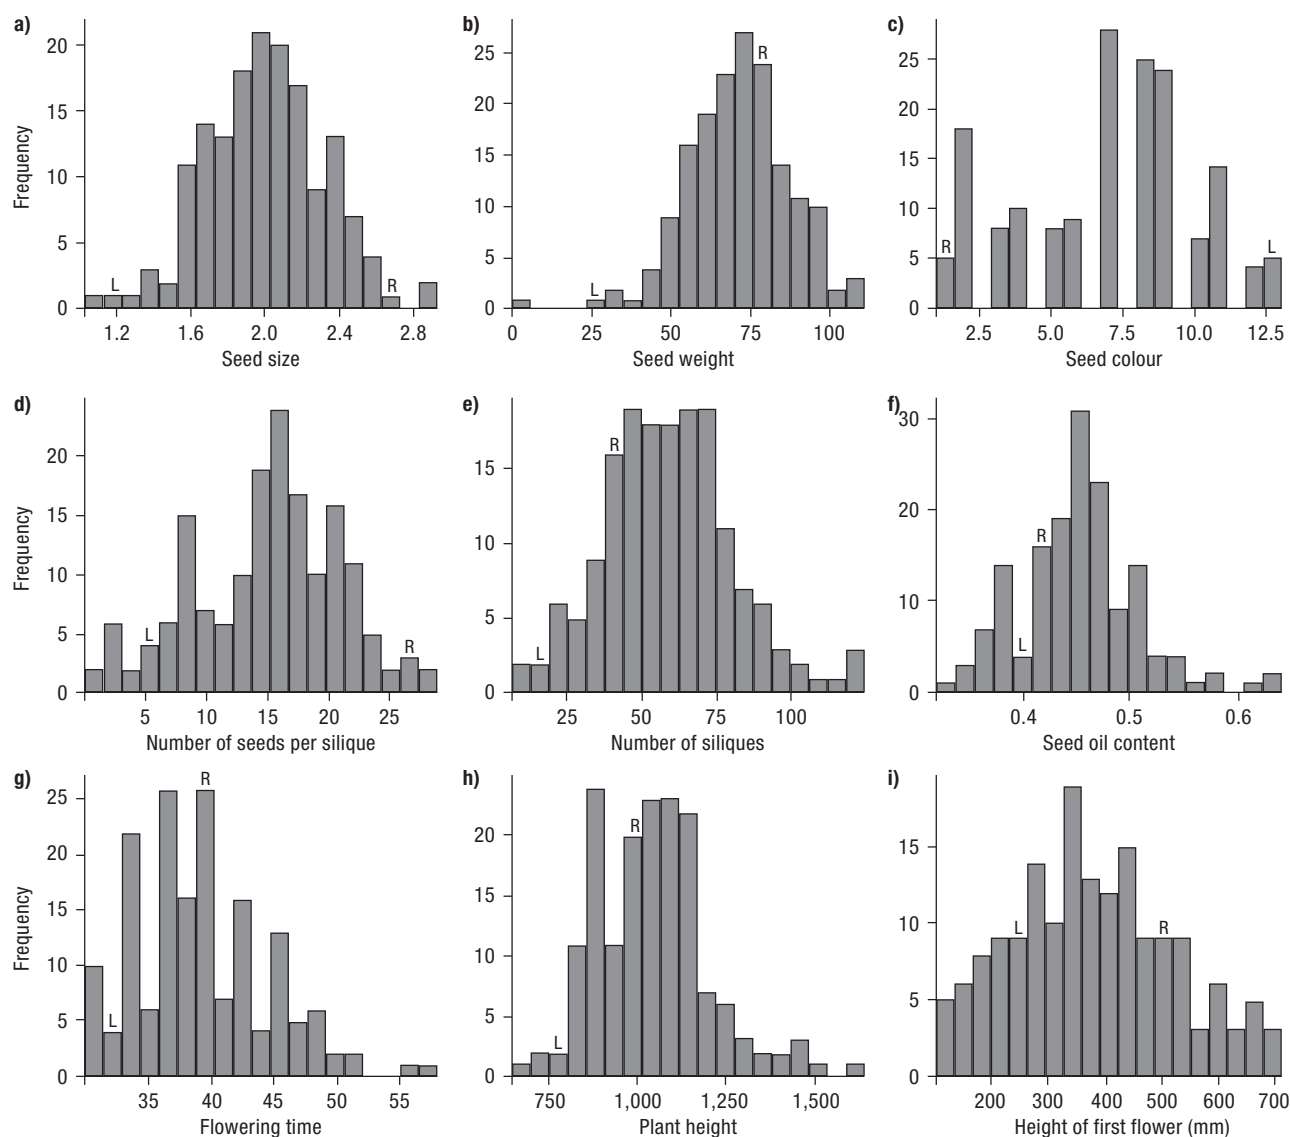 a)
20
15
10
5
0
Frequency
L
R
1.2 1.6 2.0 2.4 2.8
Seed size
b)
25
20
15
10
5
0
L
R
0 25 50 75 100
Seed weight
c)
25
20
15
10
5
0
R
L
2.5 5.0 7.5 10.0 12.5
Seed colour
d)
20
15
10
5
0
Frequency
L
R
5 10 15 20 25
Number of seeds per silique
e)
15
10
5
0
L
R
25 50 75 100
Number of siliques
f)
30
20
10
0
L
R
0.4 0.5 0.6
Seed oil content
g)
25
20
15
10
5
0
Frequency
L
R
35 40 45 50 55
Flowering time
h)
20
15
10
5
0
L
R
750 1,000 1,250 1,500
Plant height
i)
15
10
5
0
L
R
200 300 400 500 600 700
Height of first flower (mm)